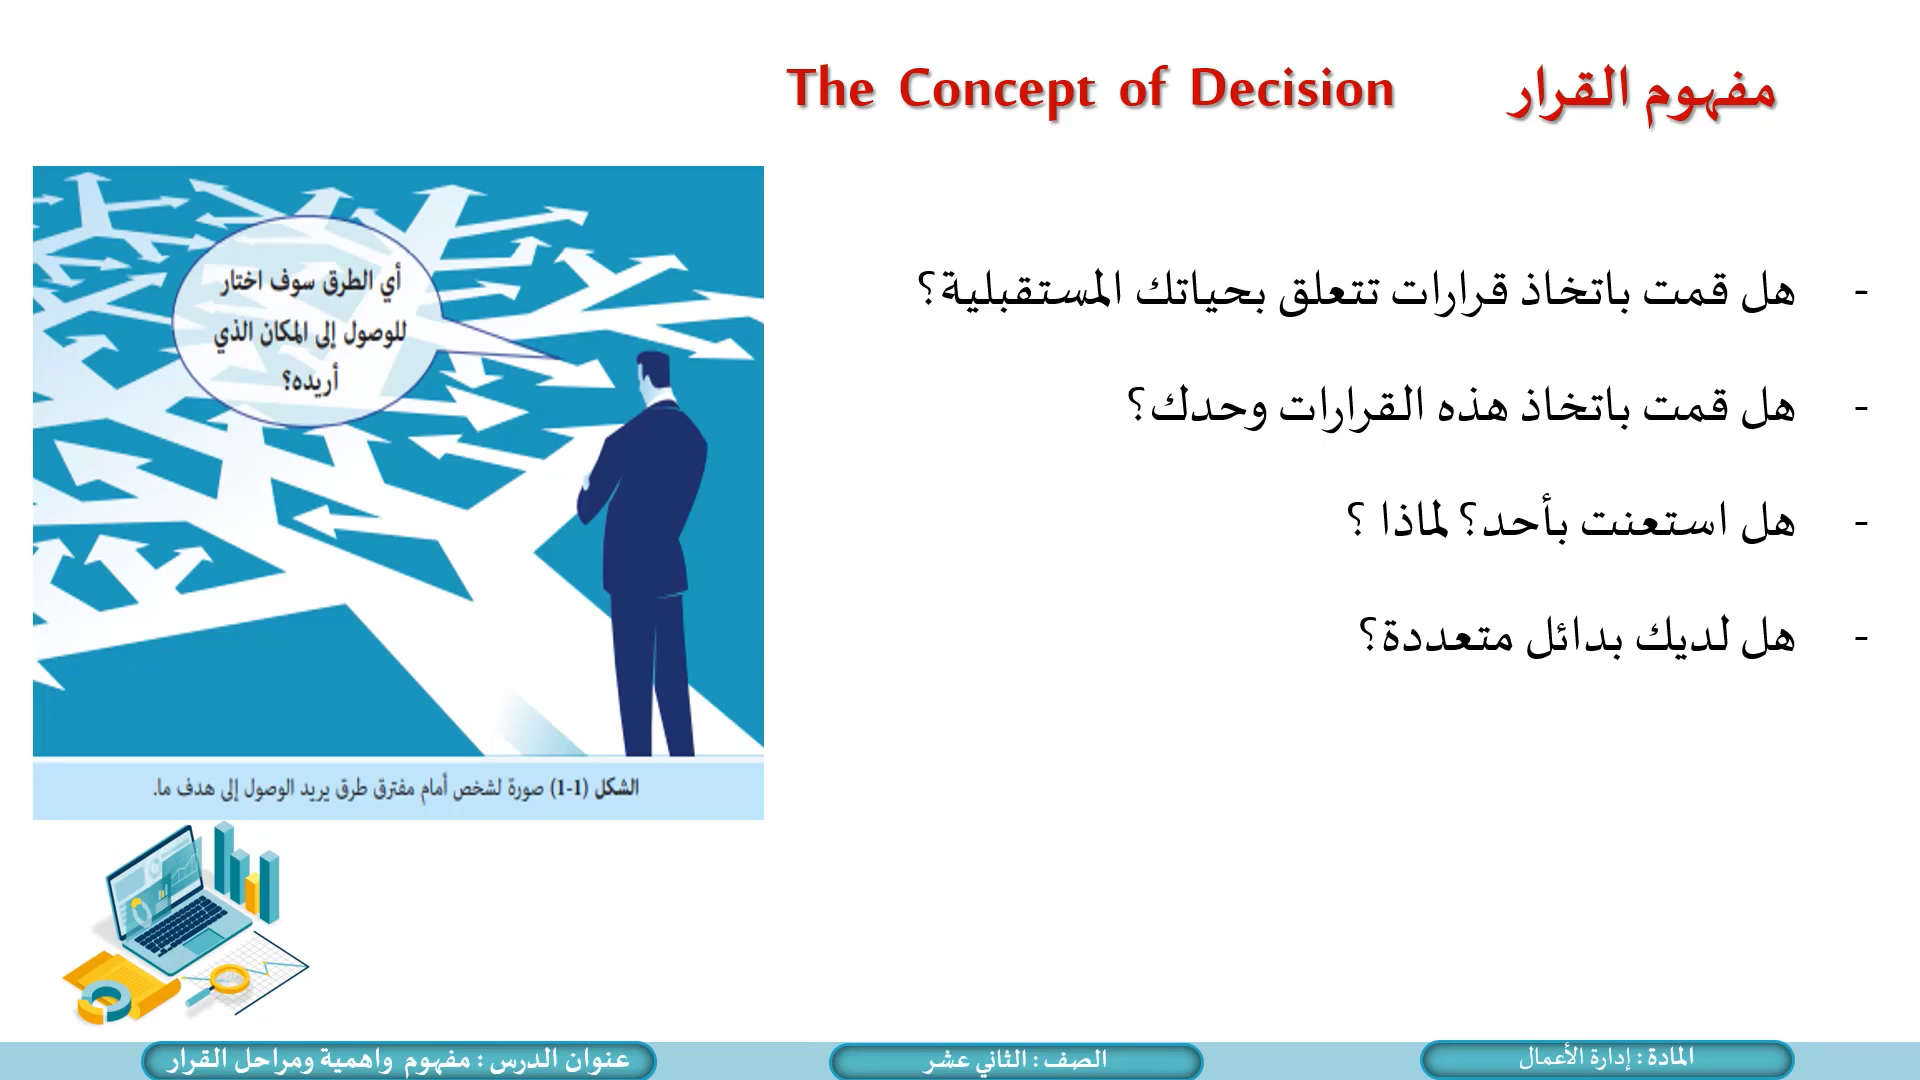 مفهوم القرار The Concept of Decision
- هل قمت باتخاذ قرارات تتعلق بحياتك المستقبلية؟
- هل قمت باتخاذ هذه القرارات وحدك؟
- هل استعنت بأحد؟ لماذا ؟
- هل لديك بدائل متعددة؟
أي الطرق سوف اختار
للوصول إلى المكان الذي
أريده؟
الشكل (1-1) صورة لشخص أمام مفترق طرق يريد الوصول إلى هدف ما.
المادة : إدارة الأعمال
الصف : الثاني عشر
عنوان الدرس : مفهوم واهمية ومراحل القرار